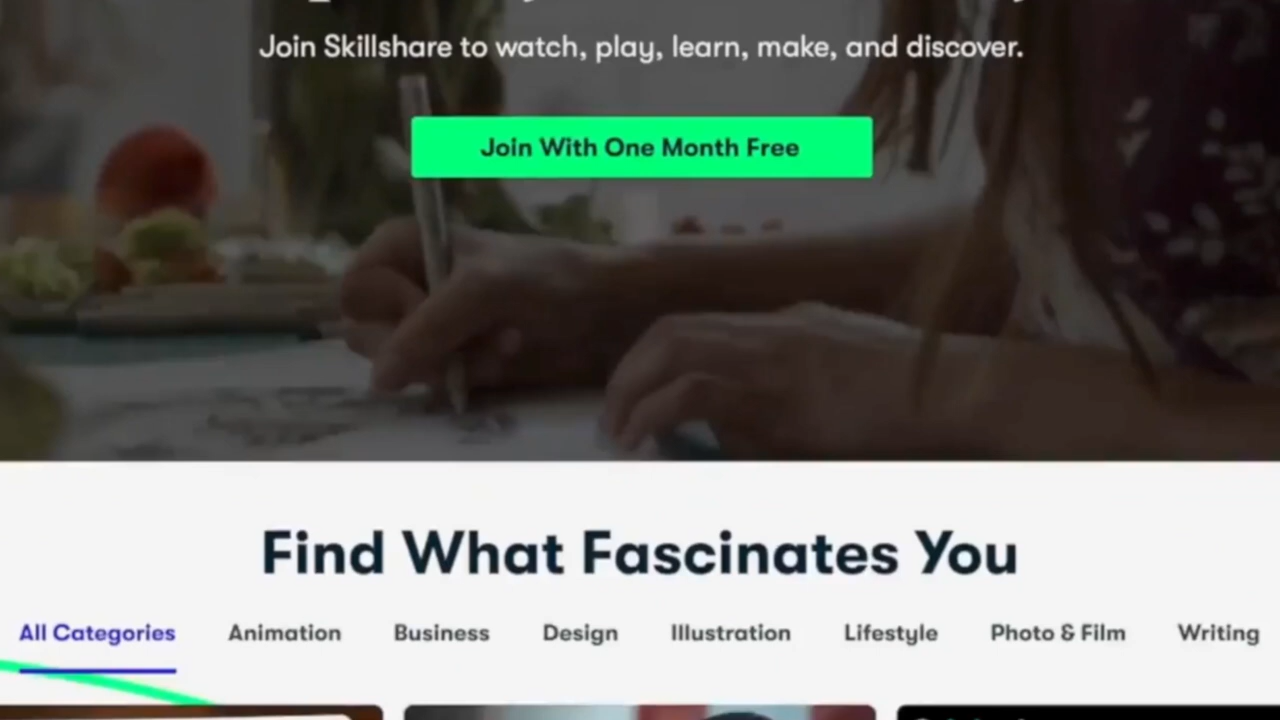 Join Skillshare to watch, play, learn, make, and discover.
Join With One Month Free
Find What Fascinates You
All Categories Animation Business Design Illustration Lifestyle Photo & Film Writing